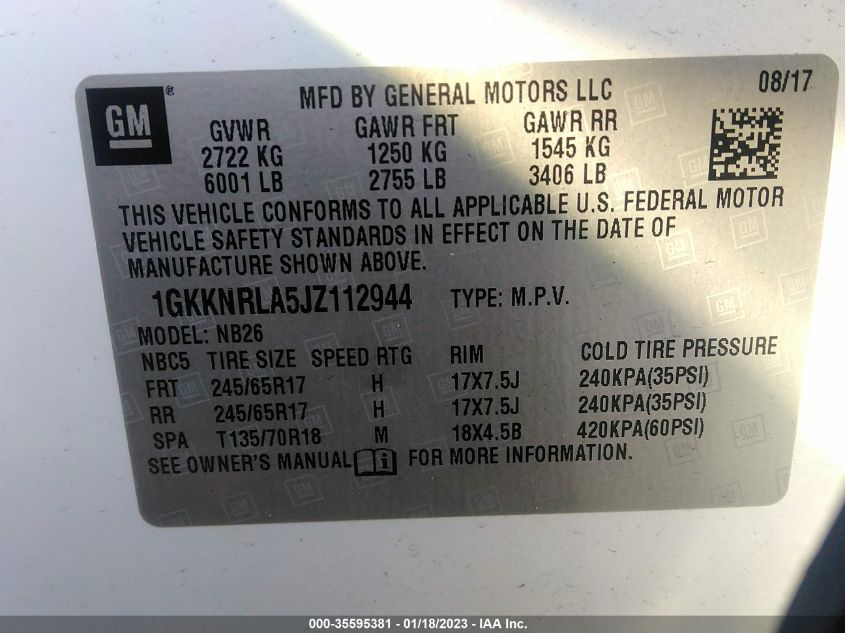 GM ® MFD BY GENERAL MOTORS LLC 08/17
GVWR GAWR FRT GAWR RR
2722 KG 1250 KG 1545 KG
6001 LB 2755 LB 3406 LB
THIS VEHICLE CONFORMS TO ALL APPLICABLE U.S. FEDERAL MOTOR
VEHICLE SAFETY STANDARDS IN EFFECT ON THE DATE OF
MANUFACTURE SHOWN ABOVE.
1GKKNRLA5JZ112944 TYPE: M.P.V.
MODEL: NB26
NBC5 TIRE SIZE SPEED RTG RIM COLD TIRE PRESSURE
FRT 245/65R17 H 17X7.5J 240KPA(35PSI)
RR 245/65R17 H 17X7.5J 240KPA(35PSI)
SPA T135/70R18 M 18X4.5B 420KPA(60PSI)
SEE OWNER'S MANUAL i FOR MORE INFORMATION.
000-35595381 - 01/18/2023 - IAA Inc.